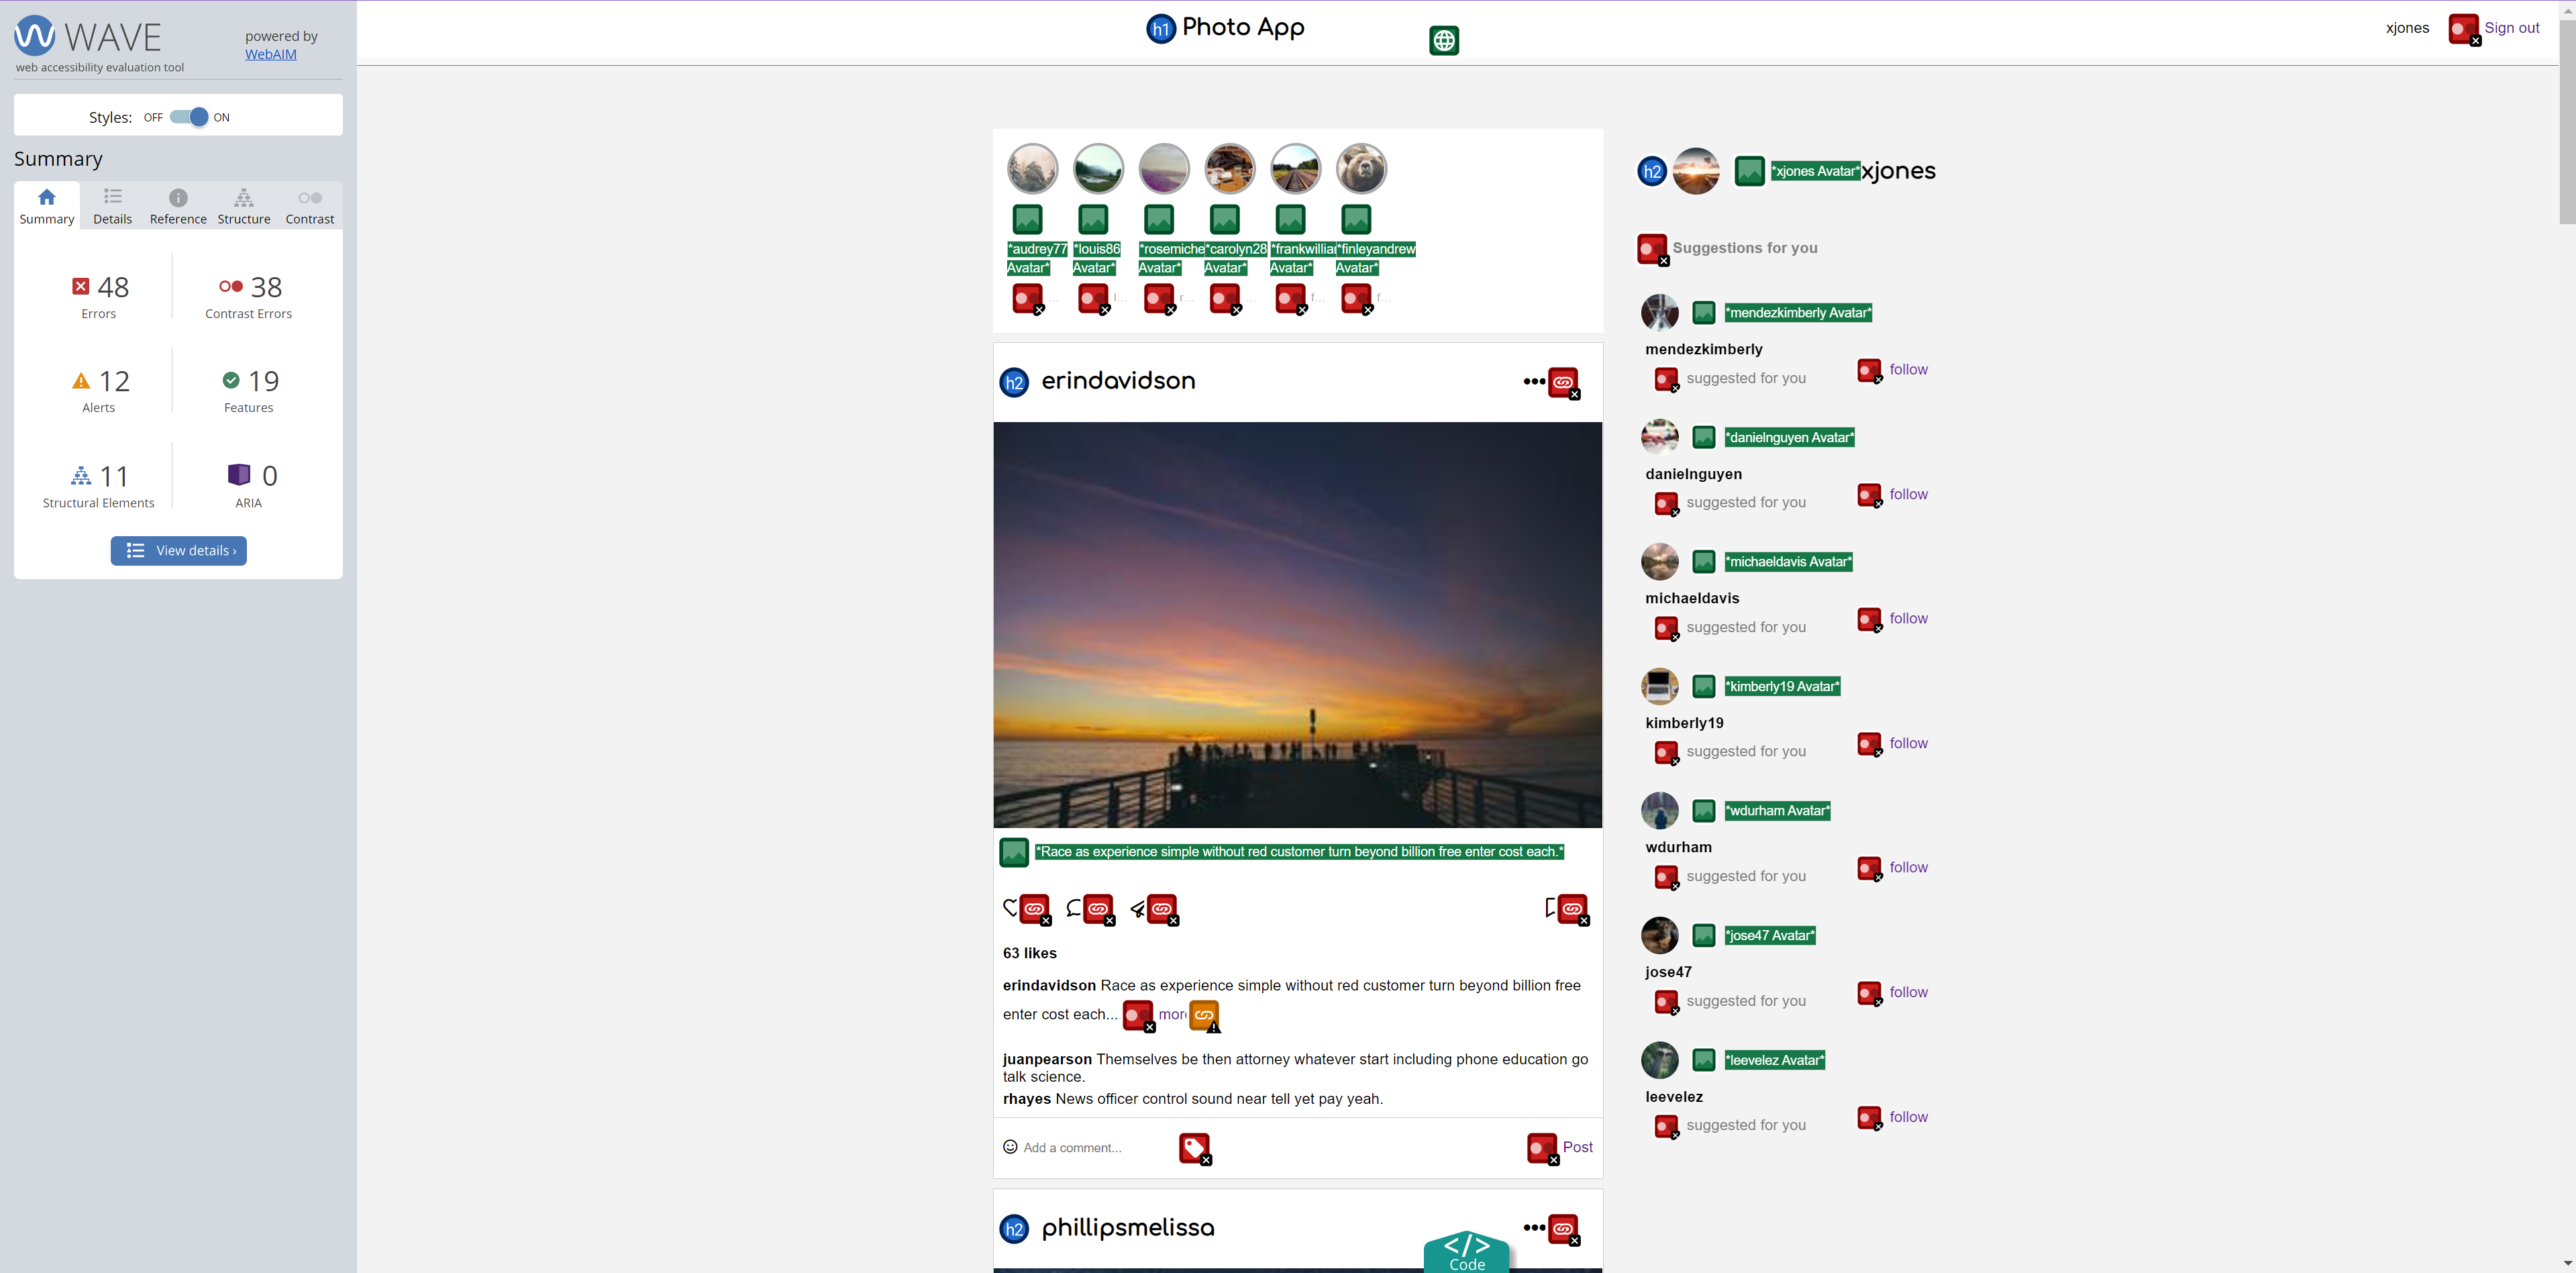 WAVE
powered by
WebAIM
web accessibility evaluation tool
Styles: OFF ON
Summary
Summary Details Reference Structure Contrast
48 Errors
38 Contrast Errors
12 Alerts
19 Features
11 Structural Elements
0 ARIA
View details ›
h1 Photo App
xjones Sign out
*audrey77 Avatar*
*louis86 Avatar*
*rosemiche Avatar*
*carolyn28 Avatar*
*frankwillia Avatar*
*finleyandrew Avatar*
... l... r... ... f... f...
h2 erindavidson •••
*Race as experience simple without red customer turn beyond billion free enter cost each.*
63 likes
erindavidson Race as experience simple without red customer turn beyond billion free
enter cost each... more
juanpearson Themselves be then attorney whatever start including phone education go
talk science.
rhayes News officer control sound near tell yet pay yeah.
Add a comment... Post
h2 phillipsmelissa •••
</> Code
h2 *xjones Avatar* xjones
Suggestions for you
*mendezkimberly Avatar*
mendezkimberly
suggested for you follow
*danielnguyen Avatar*
danielnguyen
suggested for you follow
*michaeldavis Avatar*
michaeldavis
suggested for you follow
*kimberly19 Avatar*
kimberly19
suggested for you follow
*wdurham Avatar*
wdurham
suggested for you follow
*jose47 Avatar*
jose47
suggested for you follow
*leevelez Avatar*
leevelez
suggested for you follow